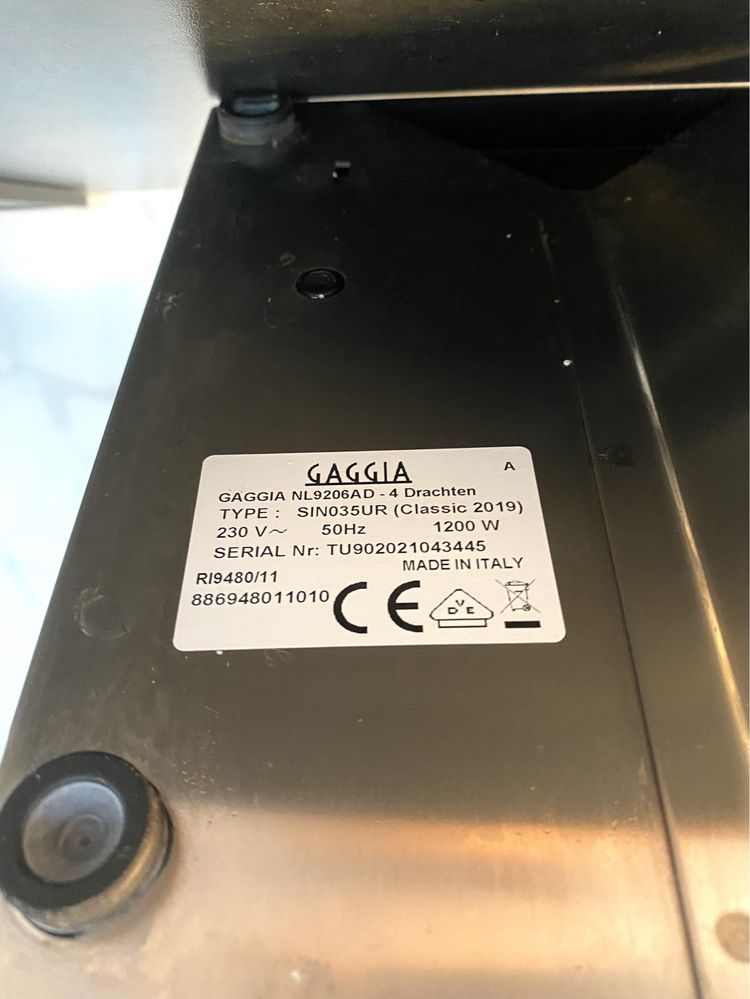 GAGGIA
A
GAGGIA NL9206AD - 4 Drachten
TYPE : SIN035UR (Classic 2019)
230 V~ 50Hz 1200 W
SERIAL Nr: TU902021043445
MADE IN ITALY
RI9480/11
886948011010
CE
VDE